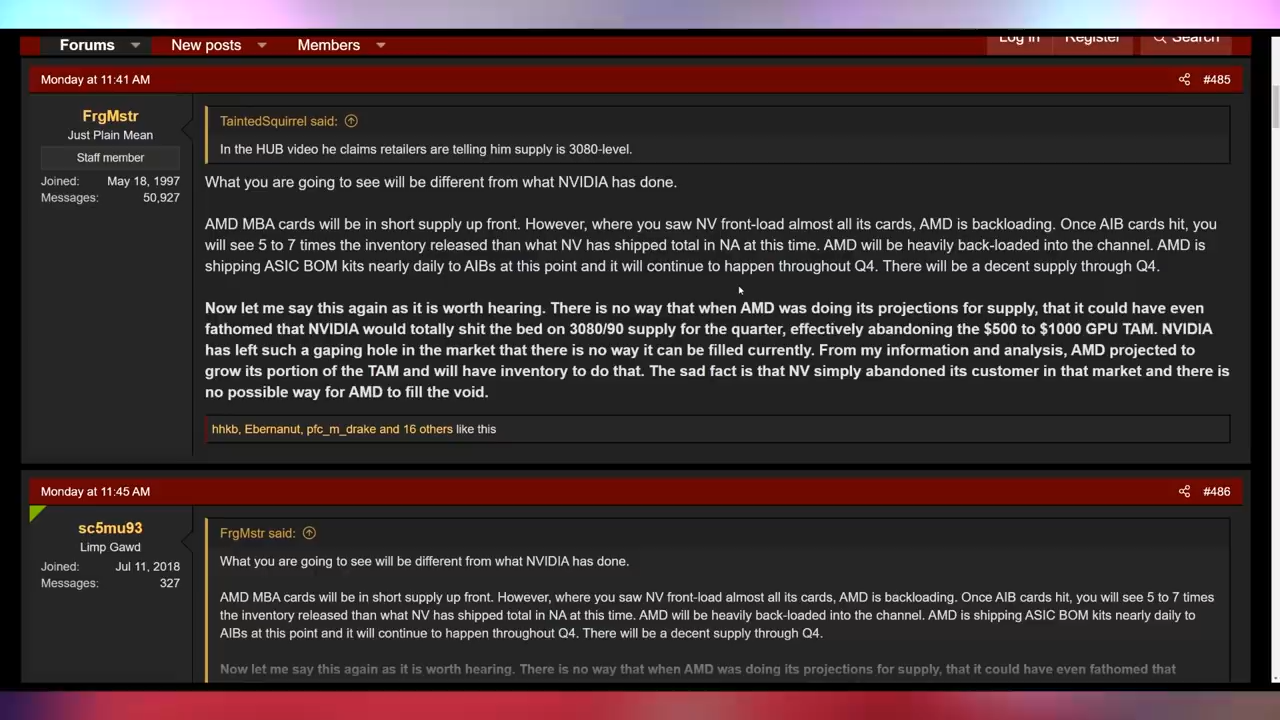 Forums
New posts
Members
Log in
Register
Search
Monday at 11:41 AM
#485
FrgMstr
Just Plain Mean
Staff member
Joined: May 18, 1997
Messages: 50,927
TaintedSquirrel said:
In the HUB video he claims retailers are telling him supply is 3080-level.
What you are going to see will be different from what NVIDIA has done.
AMD MBA cards will be in short supply up front. However, where you saw NV front-load almost all its cards, AMD is backloading. Once AIB cards hit, you
will see 5 to 7 times the inventory released than what NV has shipped total in NA at this time. AMD will be heavily back-loaded into the channel. AMD is
shipping ASIC BOM kits nearly daily to AIBs at this point and it will continue to happen throughout Q4. There will be a decent supply through Q4.
Now let me say this again as it is worth hearing. There is no way that when AMD was doing its projections for supply, that it could have even
fathomed that NVIDIA would totally shit the bed on 3080/90 supply for the quarter, effectively abandoning the $500 to $1000 GPU TAM. NVIDIA
has left such a gaping hole in the market that there is no way it can be filled currently. From my information and analysis, AMD projected to
grow its portion of the TAM and will have inventory to do that. The sad fact is that NV simply abandoned its customer in that market and there is
no possible way for AMD to fill the void.
hhkb, Ebernanut, pfc_m_drake and 16 others like this
Monday at 11:45 AM
#486
sc5mu93
Limp Gawd
Joined: Jul 11, 2018
Messages: 327
FrgMstr said:
What you are going to see will be different from what NVIDIA has done.
AMD MBA cards will be in short supply up front. However, where you saw NV front-load almost all its cards, AMD is backloading. Once AIB cards hit, you will see 5 to 7 times
the inventory released than what NV has shipped total in NA at this time. AMD will be heavily back-loaded into the channel. AMD is shipping ASIC BOM kits nearly daily to
AIBs at this point and it will continue to happen throughout Q4. There will be a decent supply through Q4.
Now let me say this again as it is worth hearing. There is no way that when AMD was doing its projections for supply, that it could have even fathomed that